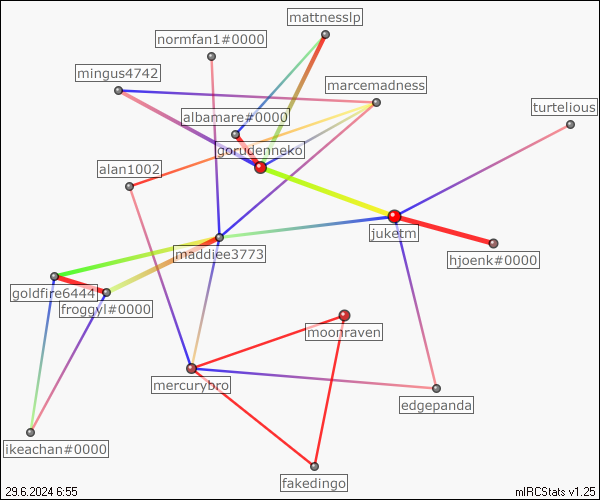 mattnesslp
normfan1#0000
mingus4742
marcemadness
turtelious
albamare#0000
gorudenneko
alan1002
juketm
maddiee3773
hjoenk#0000
goldfire6444
froggyl#0000
moonraven
mercurybro
edgepanda
ikeachan#0000
fakedingo
29.6.2024 6:55
mIRCStats v1.25